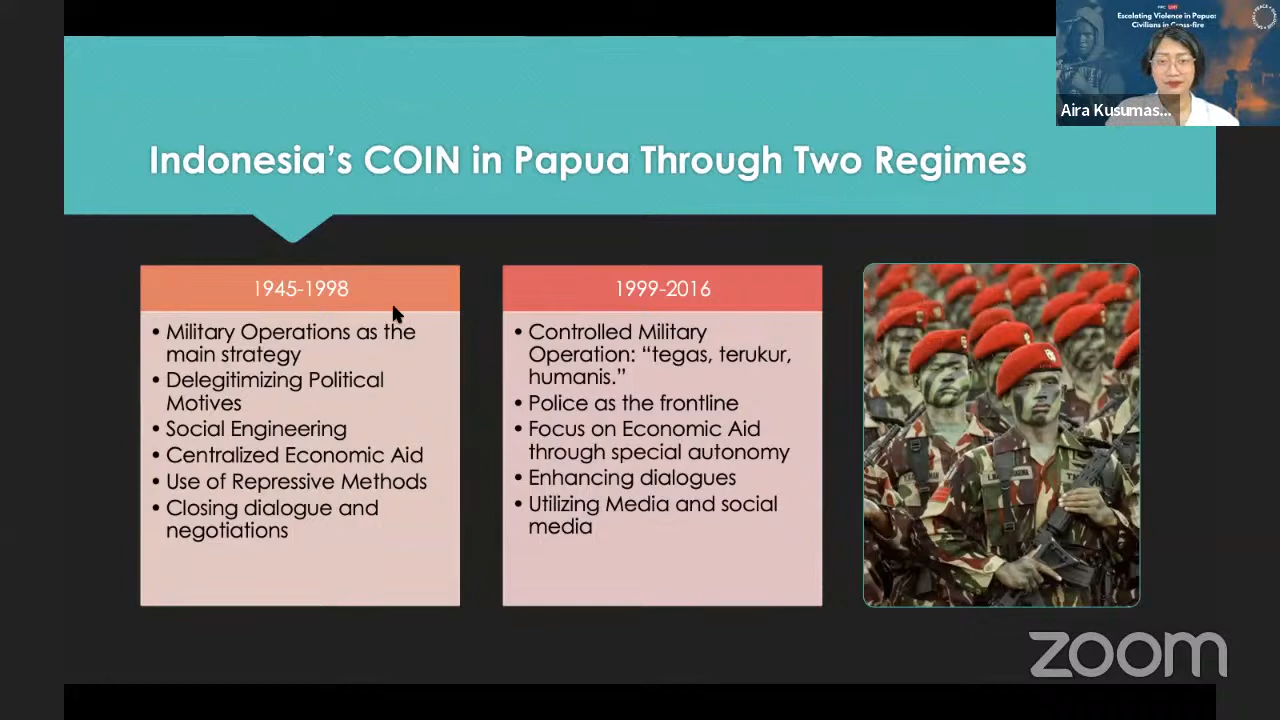 LIVE
Escalating Violence in Papua:
Civilians in Cross-fire
Aira Kusumas...
Indonesia's COIN in Papua Through Two Regimes
1945-1998
• Military Operations as the
main strategy
• Delegitimizing Political
Motives
• Social Engineering
• Centralized Economic Aid
• Use of Repressive Methods
• Closing dialogue and
negotiations
1999-2016
• Controlled Military
Operation: “tegas, terukur,
humanis.”
• Police as the frontline
• Focus on Economic Aid
through special autonomy
• Enhancing dialogues
• Utilizing Media and social
media
zoom